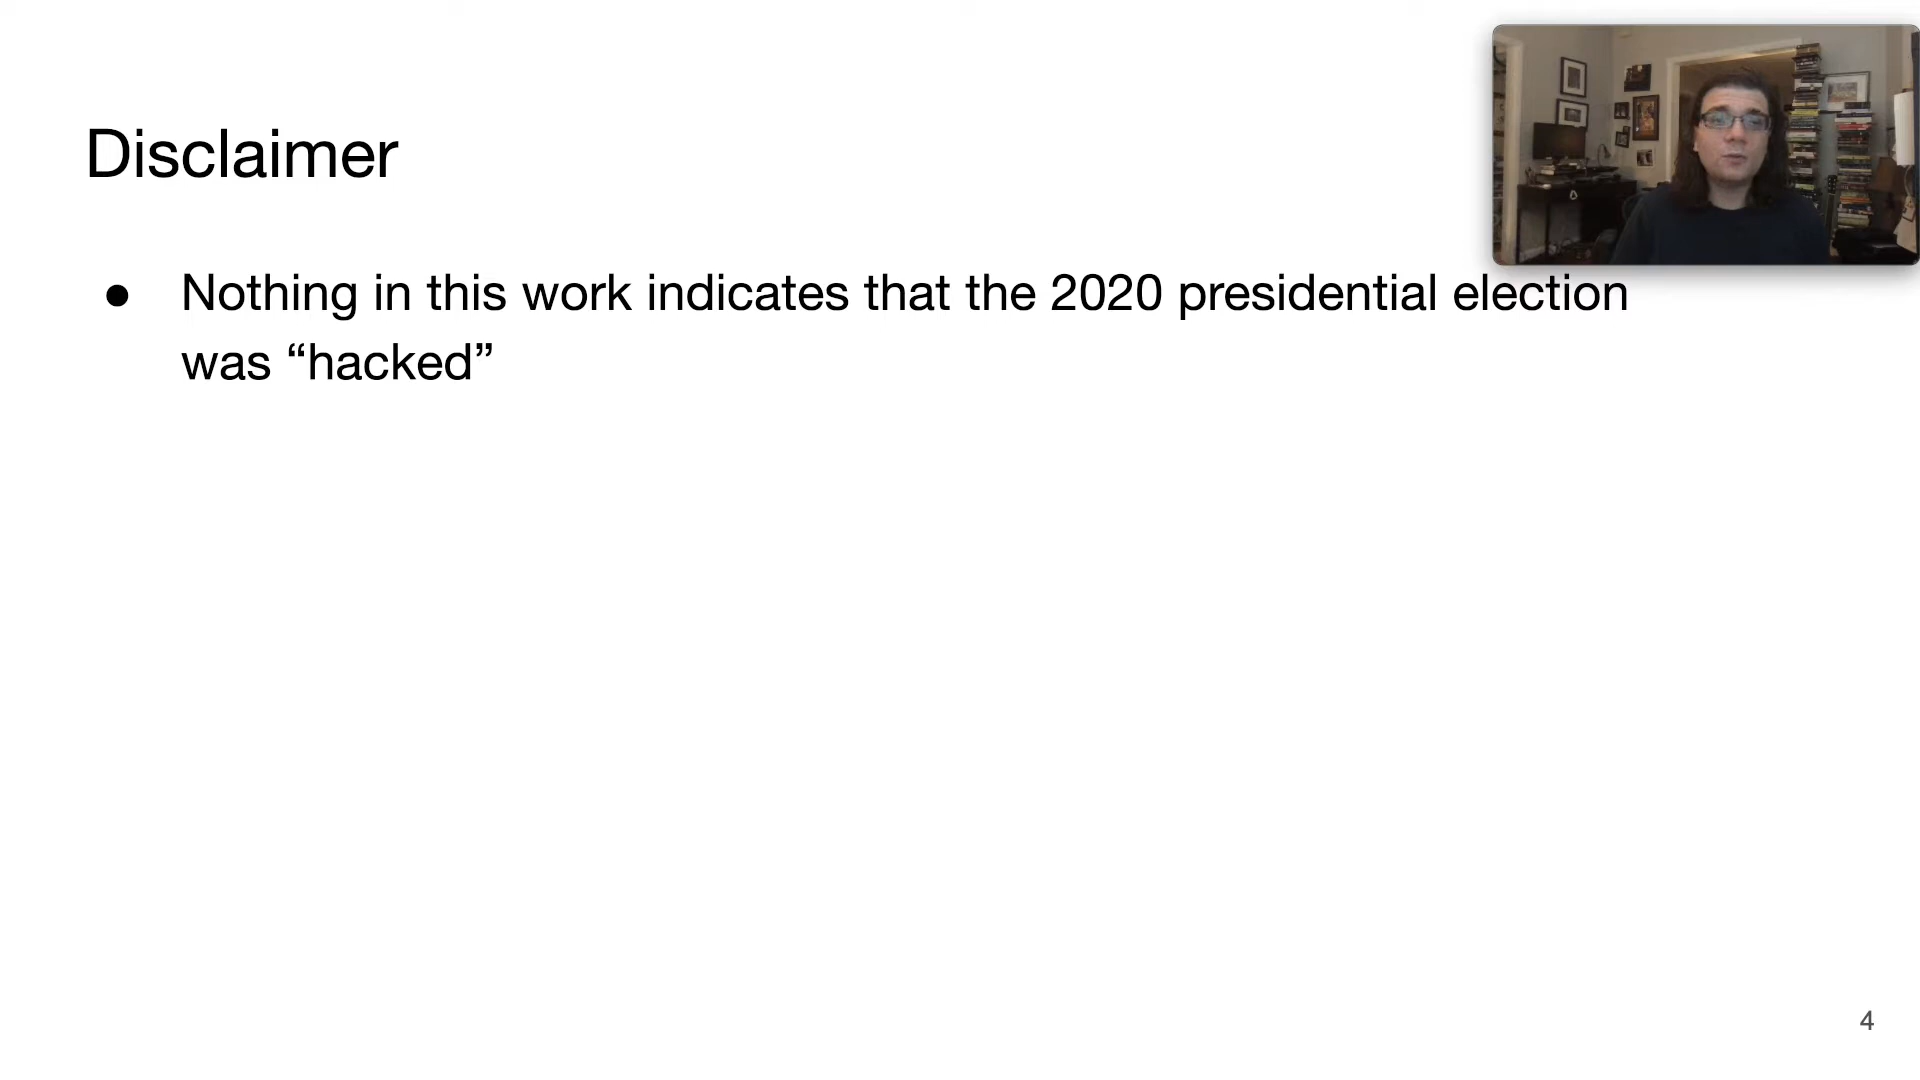 Disclaimer
● Nothing in this work indicates that the 2020 presidential election
was “hacked”
4